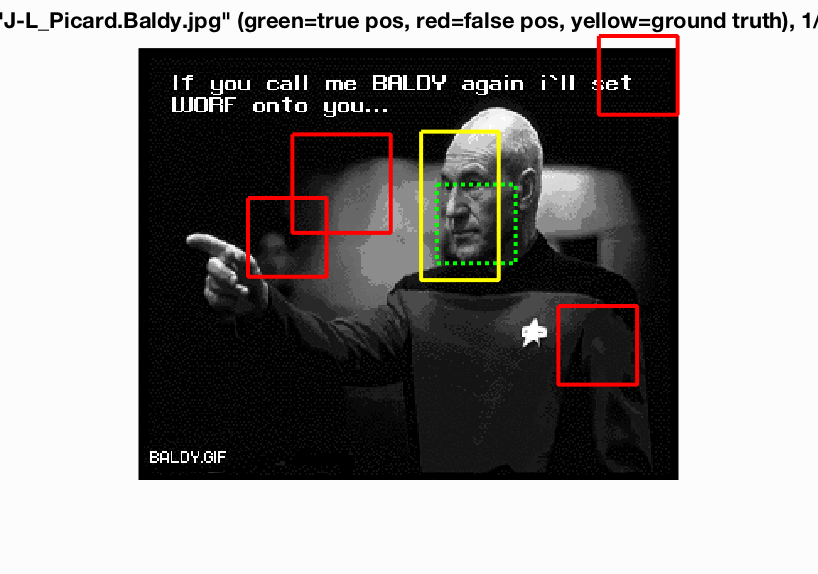 "J-L_Picard.Baldy.jpg" (green=true pos, red=false pos, yellow=ground truth), 1/
If you call me BALDY again i`ll set
WORF onto you...
BALDY.GIF